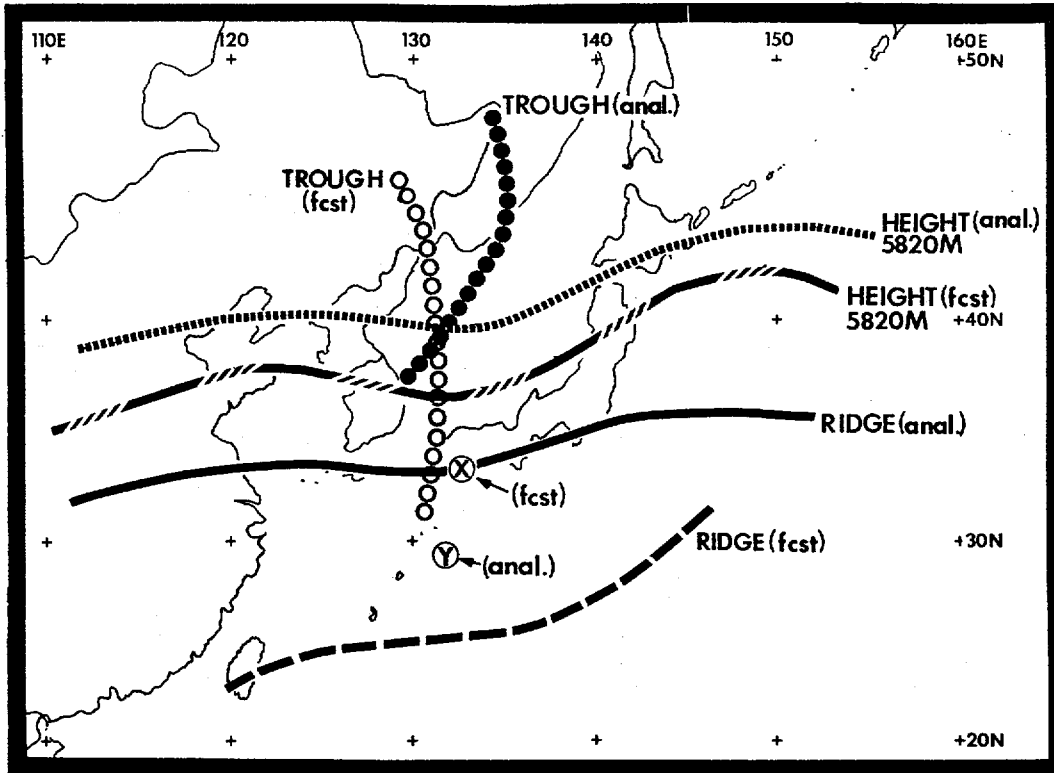 110E 120 130 140 150 160E
+50N
TROUGH (anal.)
TROUGH
(fcst)
HEIGHT (anal.)
5820M
HEIGHT (fcst)
5820M +40N
RIDGE (anal.)
X
(fcst)
+30N
RIDGE (fcst)
Y (anal.)
+20N